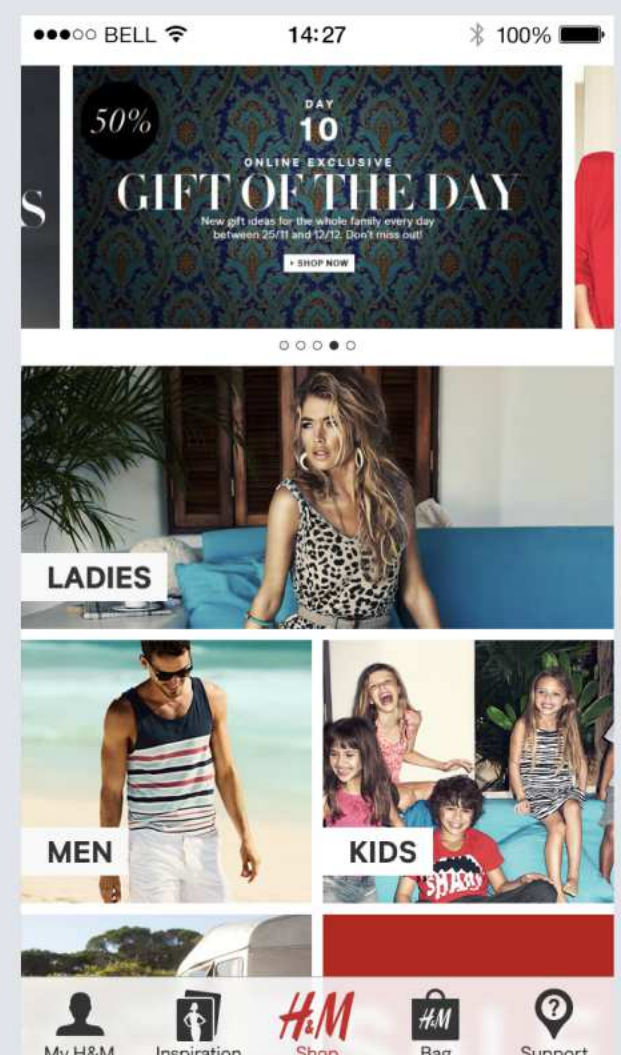 BELL 14:27 100%
50%
DAY
10
ONLINE EXCLUSIVE
S
GIFT OF THE DAY
New gift ideas for the whole family every day
between 25/11 and 12/12. Don't miss out!
SHOP NOW
LADIES
MEN
KIDS
SHARK
H&M
H&M
My H&M
Inspiration
Shop
Bag
Support